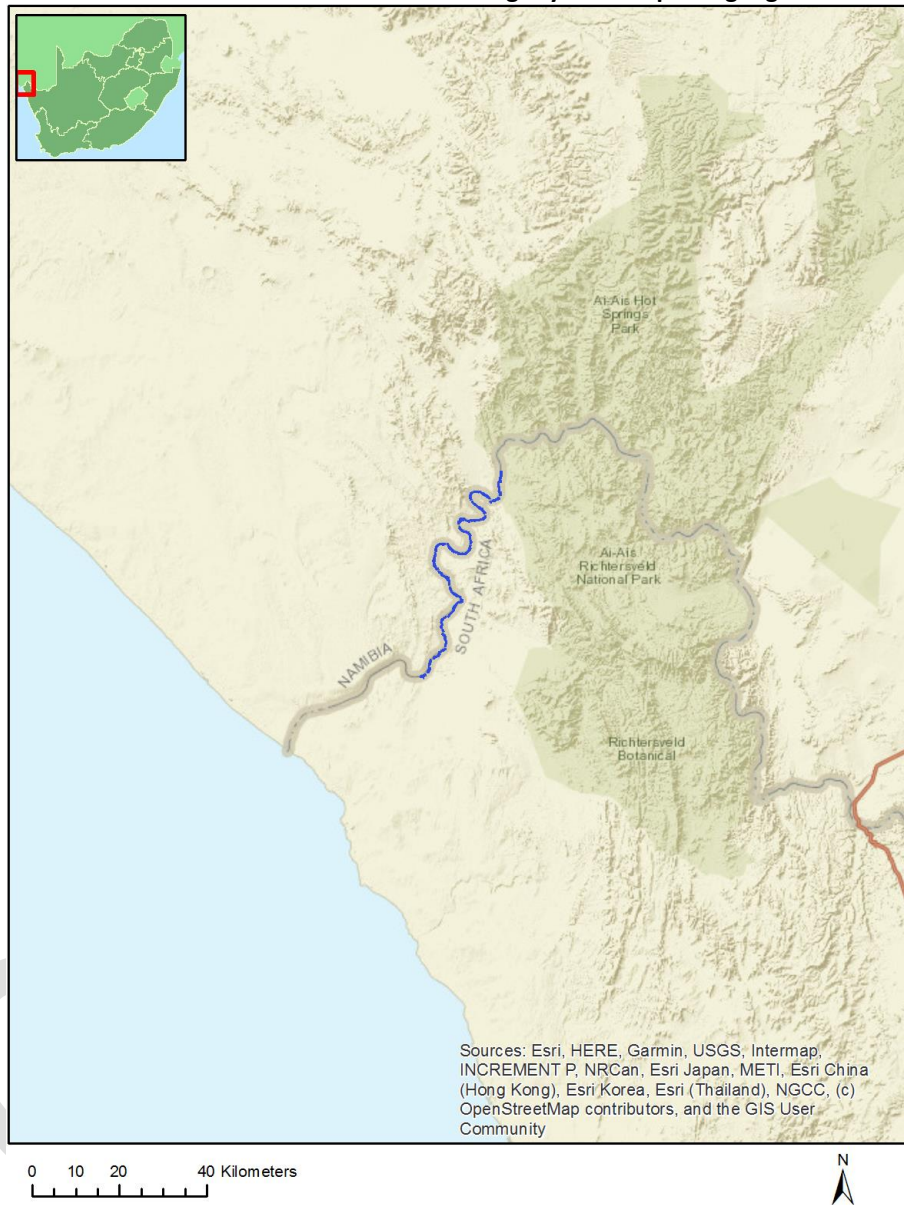 Ai-Ais Hot
Springs
Park
Ai-Ais
Richtersveld
National Park
SOUTH AFRICA
NAMIBIA
Richtersveld
Botanical
Sources: Esri, HERE, Garmin, USGS, Intermap,
INCREMENT P, NRCan, Esri Japan, METI, Esri China
(Hong Kong), Esri Korea, Esri (Thailand), NGCC, (c)
OpenStreetMap contributors, and the GIS User
Community
0 10 20 40 Kilometers
N